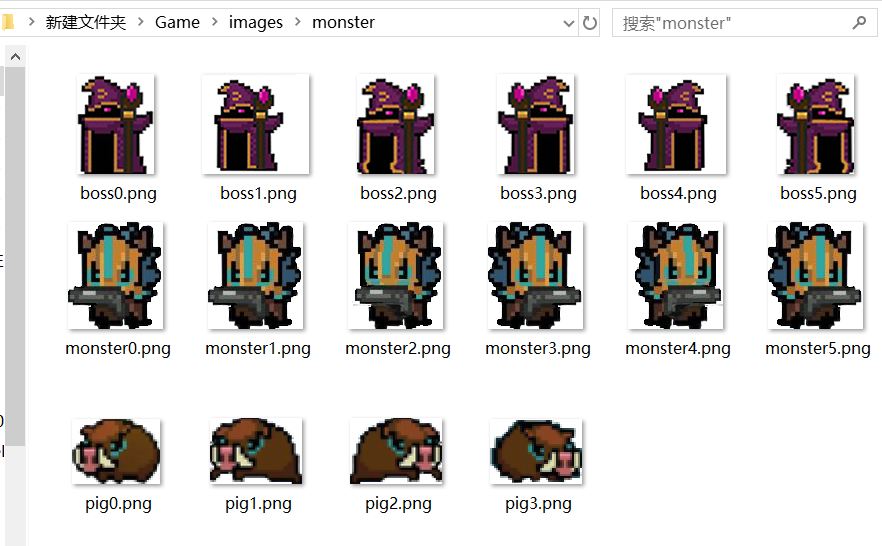 新建文件夹 > Game > images > monster
搜索"monster"
boss0.png boss1.png boss2.png boss3.png boss4.png boss5.png
monster0.png monster1.png monster2.png monster3.png monster4.png monster5.png
pig0.png pig1.png pig2.png pig3.png